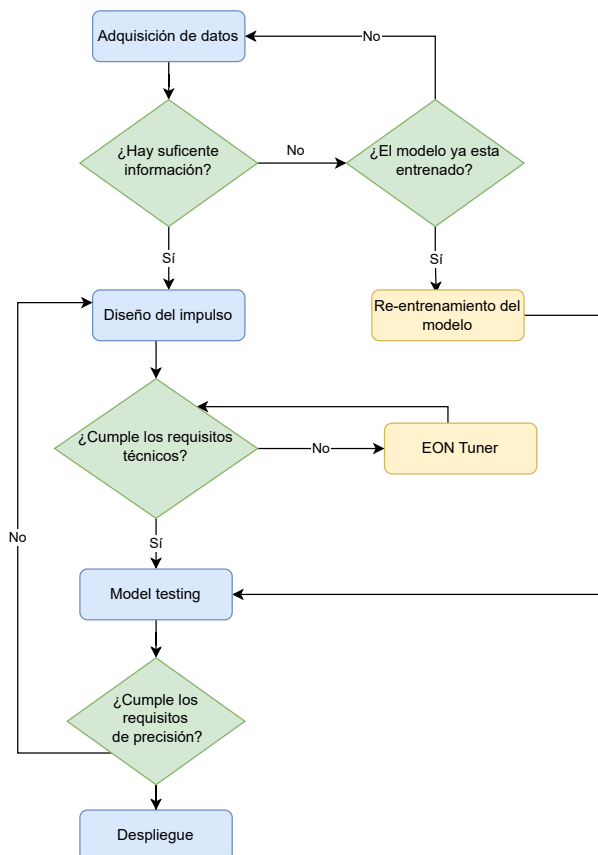 Adquisición de datos
No
¿Hay suficente
información?
No
¿El modelo ya esta
entrenado?
Sí
Sí
Diseño del impulso
Re-entrenamiento del
modelo
¿Cumple los requisitos
técnicos?
No
EON Tuner
No
Sí
Model testing
¿Cumple los
requisitos
de precisión?
Despliegue